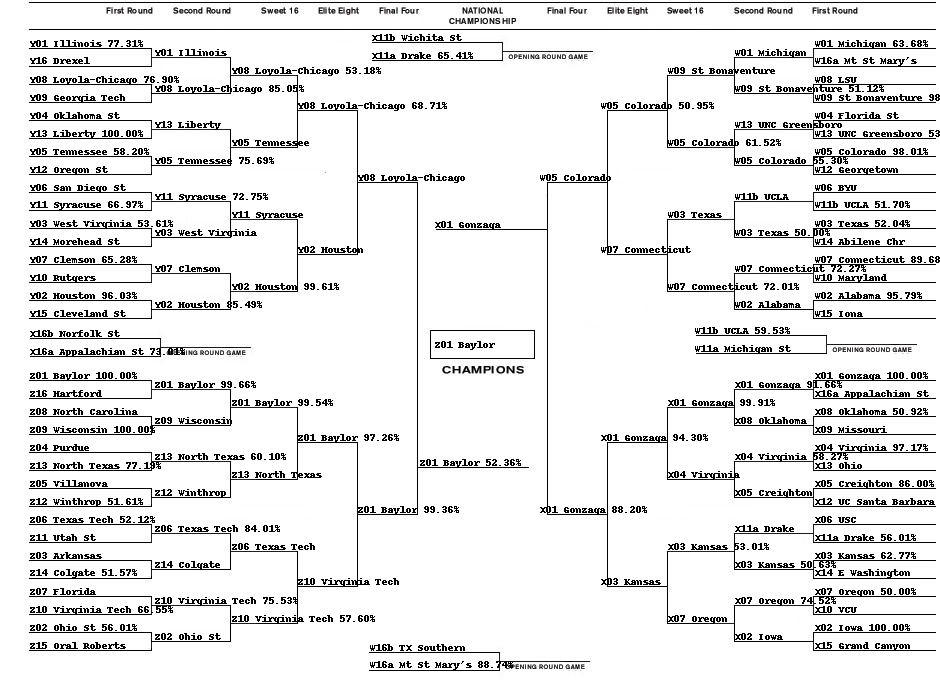 First Round Second Round Sweet 16 Elite Eight Final Four NATIONAL CHAMPIONSHIP Final Four Elite Eight Sweet 16 Second Round First Round
Y01 Illinois 77.31%
Y16 Drexel
Y08 Loyola-Chicago 76.90%
Y09 Georgia Tech
Y04 Oklahoma St
Y13 Liberty 100.00%
Y05 Tennessee 58.20%
Y12 Oregon St
Y06 San Diego St
Y11 Syracuse 66.97%
Y03 West Virginia 53.61%
Y14 Morehead St
Y07 Clemson 65.28%
Y10 Rutgers
Y02 Houston 96.03%
Y15 Cleveland St
Y01 Illinois
Y08 Loyola-Chicago 85.05%
Y13 Liberty
Y05 Tennessee 75.69%
Y11 Syracuse 72.75%
Y03 West Virginia
Y07 Clemson
Y02 Houston 85.49%
Y08 Loyola-Chicago 53.18%
Y05 Tennessee
Y11 Syracuse
Y02 Houston 99.61%
Y08 Loyola-Chicago 68.71%
Y02 Houston
Y08 Loyola-Chicago
X16b Norfolk St
X16a Appalachian St
OPENING ROUND GAME
Z01 Baylor 100.00%
Z16 Hartford
Z08 North Carolina
Z09 Wisconsin 100.00%
Z04 Purdue
Z13 North Texas 77.19%
Z05 Villanova
Z12 Winthrop 51.61%
Z06 Texas Tech 52.12%
Z11 Utah St
Z03 Arkansas
Z14 Colgate 51.57%
Z07 Florida
Z10 Virginia Tech 66.55%
Z02 Ohio St 56.01%
Z15 Oral Roberts
Z01 Baylor 99.66%
Z09 Wisconsin
Z13 North Texas 60.10%
Z12 Winthrop
Z06 Texas Tech 84.01%
Z14 Colgate
Z10 Virginia Tech 75.53%
Z02 Ohio St
Z01 Baylor 99.54%
Z13 North Texas
Z06 Texas Tech
Z10 Virginia Tech 57.60%
Z01 Baylor 97.26%
Z10 Virginia Tech
Z01 Baylor 99.36%
X11b Wichita St
X11a Drake 65.41%
OPENING ROUND GAME
X01 Gonzaga
Z01 Baylor
CHAMPIONS
Z01 Baylor 52.36%
W16b TX Southern
W16a Mt St Mary's 88.74%
OPENING ROUND GAME
W05 Colorado
W05 Colorado 50.95%
W07 Connecticut
W09 St Bonaventure
W05 Colorado 61.52%
W03 Texas
W07 Connecticut 72.01%
W01 Michigan
W09 St Bonaventure 51.12%
W13 UNC Greensboro
W05 Colorado 55.30%
W11b UCLA
W03 Texas 50.00%
W07 Connecticut 72.27%
W02 Alabama
W01 Michigan 63.68%
W16a Mt St Mary's
W08 LSU
W09 St Bonaventure 98
W04 Florida St
W13 UNC Greensboro 53
W05 Colorado 98.01%
W12 Georgetown
W06 BYU
W11b UCLA 51.70%
W03 Texas 52.04%
W14 Abilene Chr
W07 Connecticut 89.68
W10 Maryland
W02 Alabama 95.79%
W15 Iona
W11b UCLA 59.53%
W11a Michigan St
OPENING ROUND GAME
X01 Gonzaga 88.20%
X01 Gonzaga 94.30%
X03 Kansas
X01 Gonzaga 99.91%
X04 Virginia
X03 Kansas 53.01%
X07 Oregon
X01 Gonzaga 91.66%
X08 Oklahoma
X04 Virginia 58.27%
X05 Creighton
X11a Drake
X03 Kansas 50.63%
X07 Oregon 74.52%
X02 Iowa
X01 Gonzaga 100.00%
X16a Appalachian St
X08 Oklahoma 50.92%
X09 Missouri
X04 Virginia 97.17%
X13 Ohio
X05 Creighton 86.00%
X12 UC Santa Barbara
X06 USC
X11a Drake 56.01%
X03 Kansas 62.77%
X14 E Washington
X07 Oregon 50.00%
X10 VCU
X02 Iowa 100.00%
X15 Grand Canyon